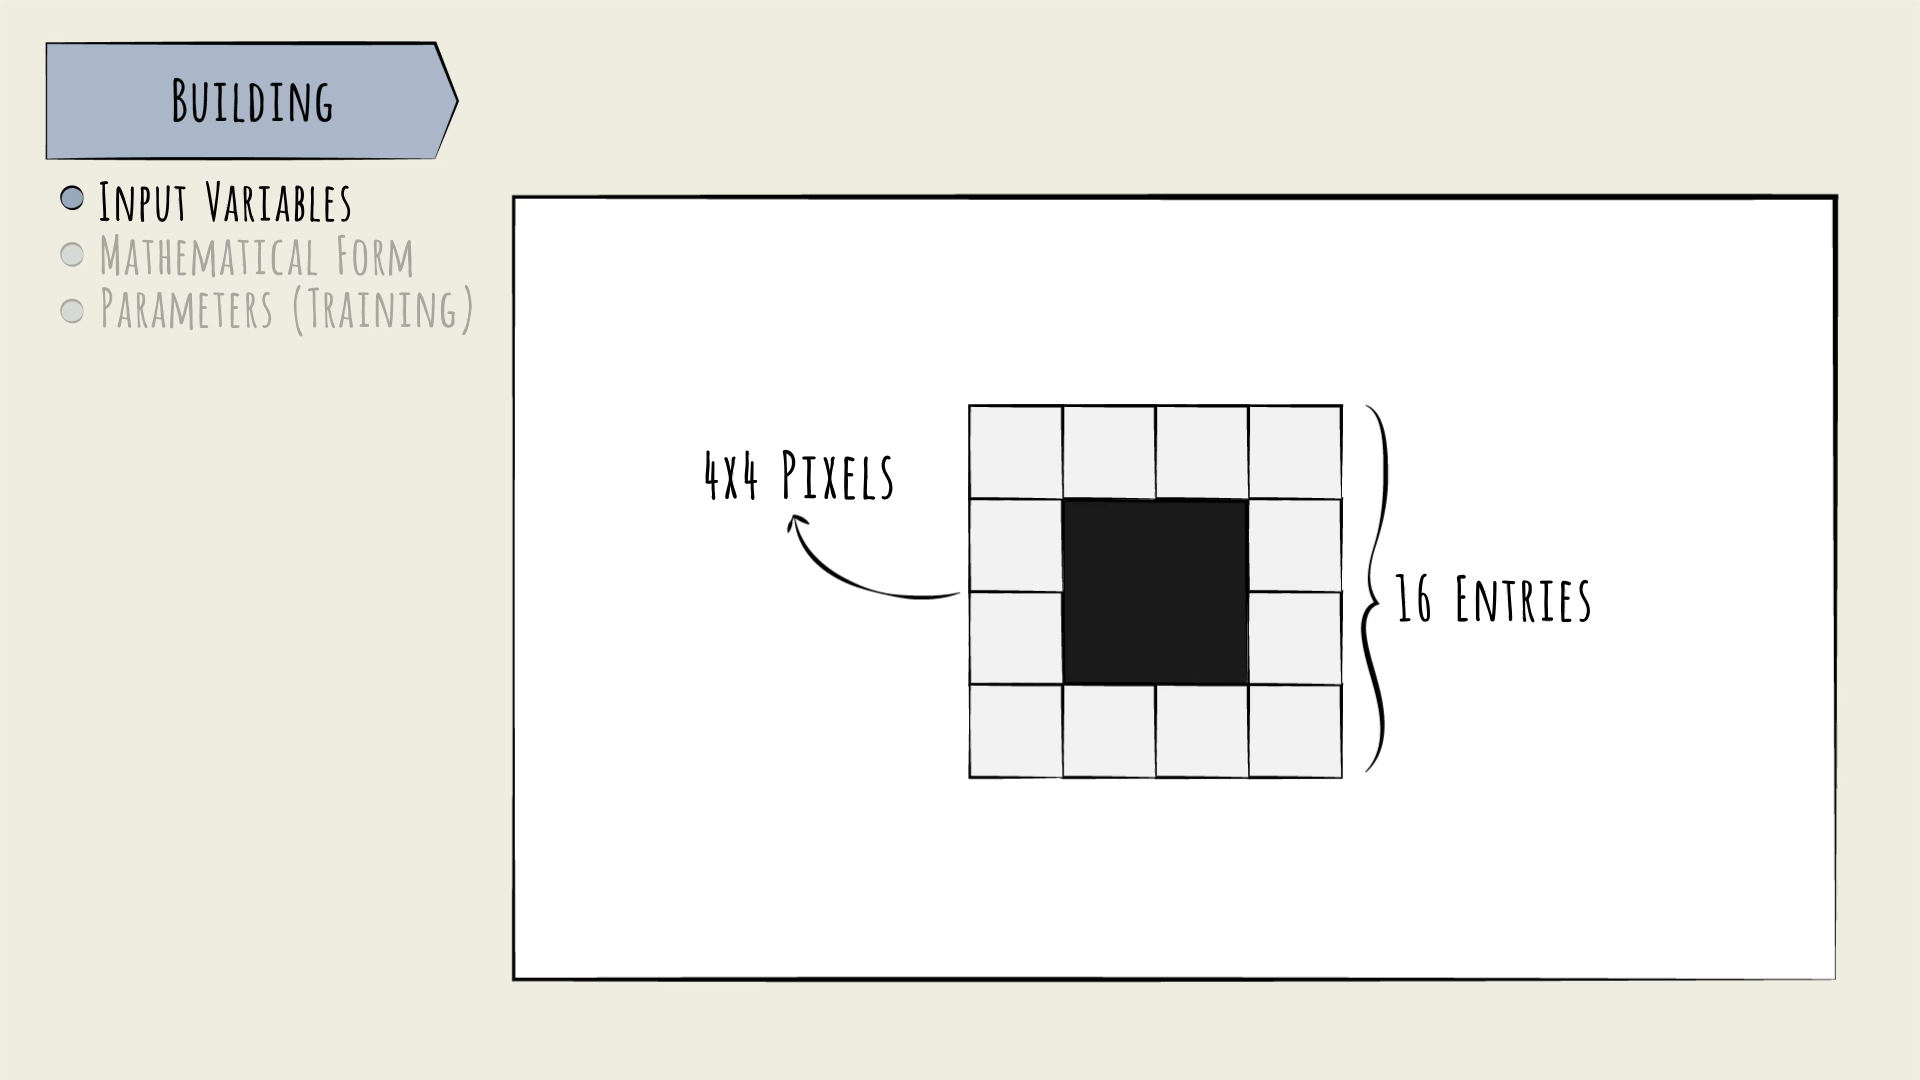 Building
Input Variables
Mathematical Form
Parameters (Training)
4x4 Pixels
16 Entries